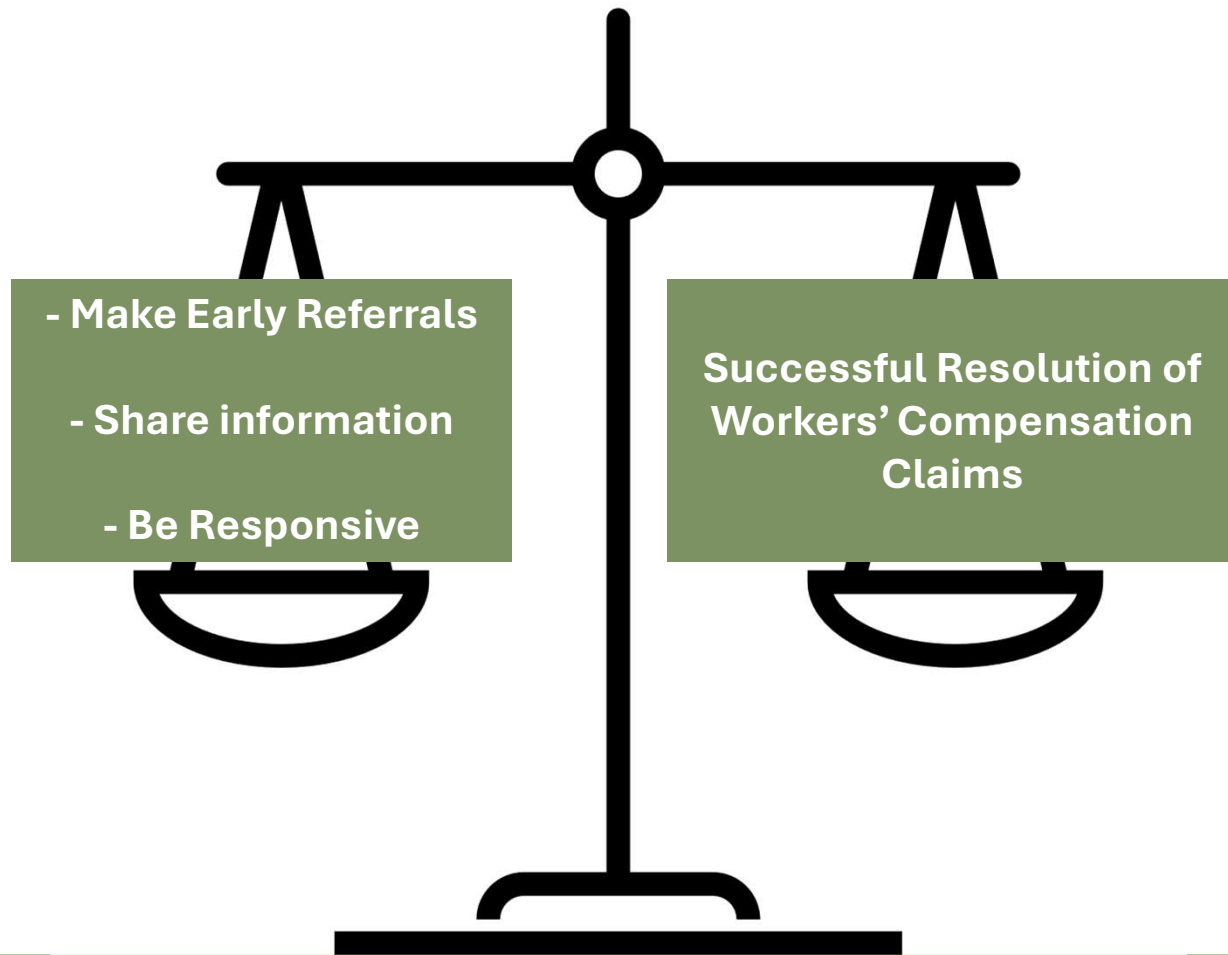 - Make Early Referrals
- Share information
- Be Responsive
Successful Resolution of
Workers’ Compensation
Claims